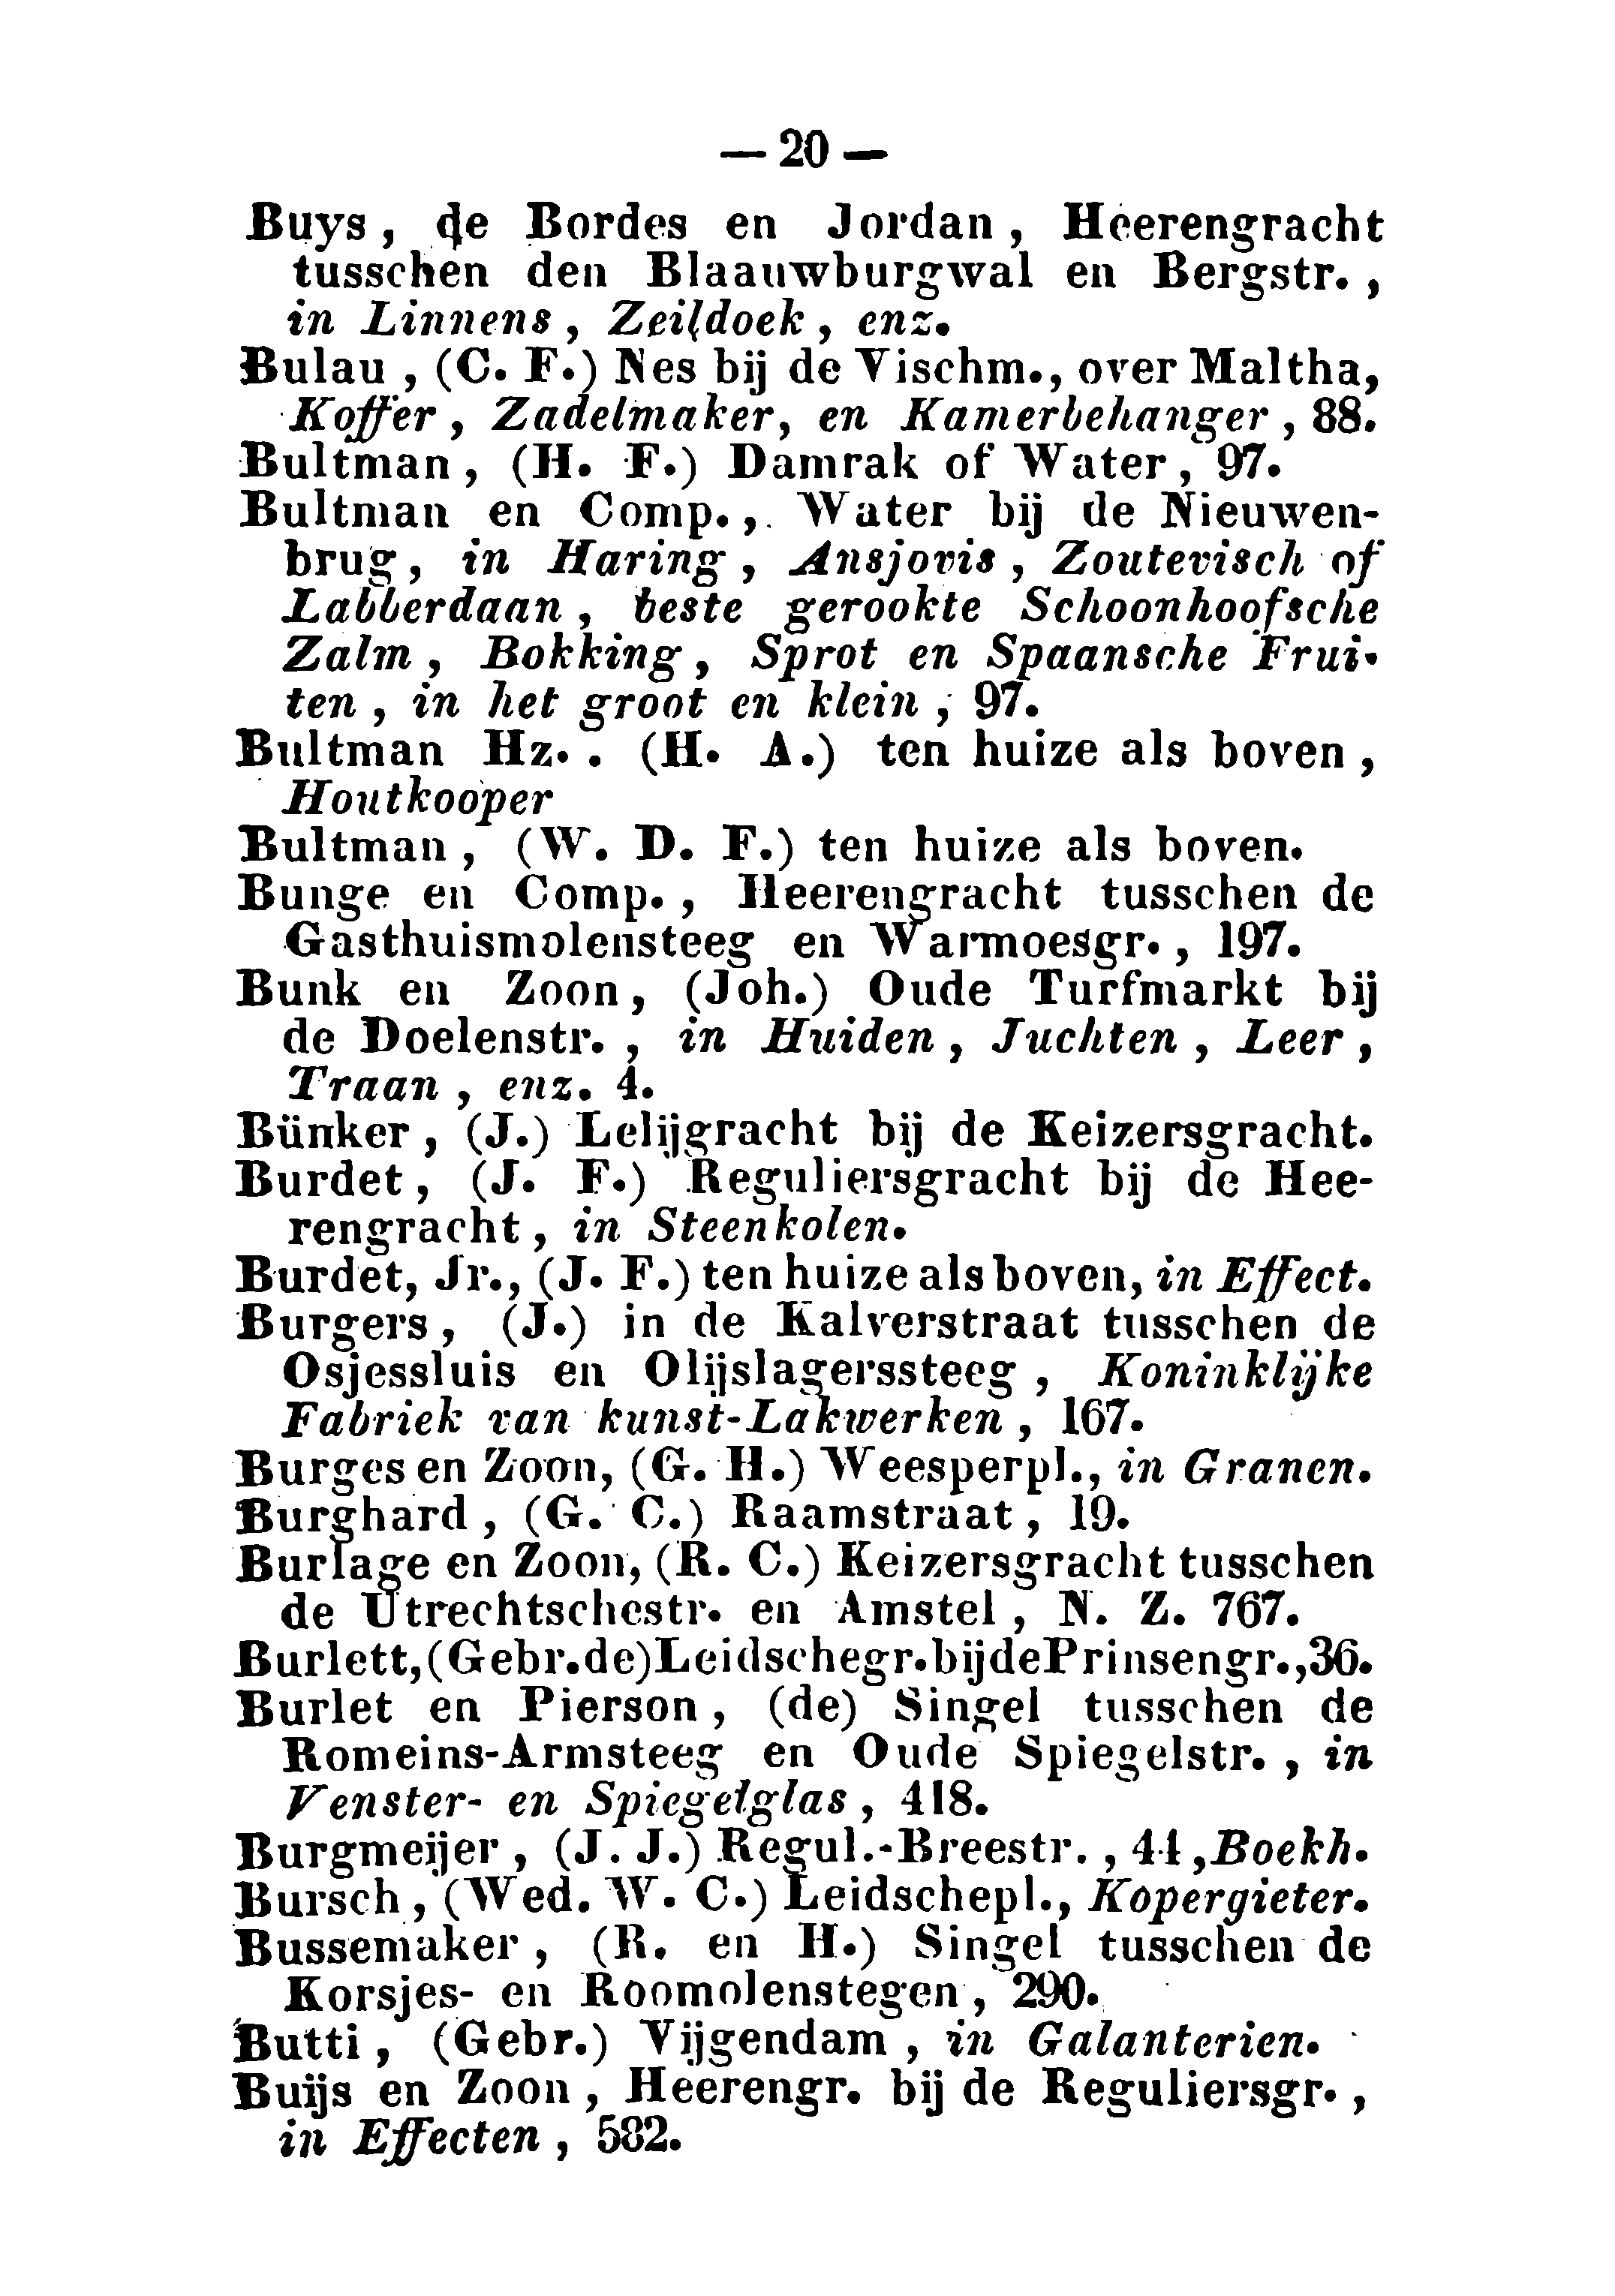 — 20 —
Buys, de Bordes en Jordan, Heerengracht
tusschen den Blaauwburgwal en Bergstr.,
in Linnens, Zeildoek, enz.
Bulau, (C. F.) Nes bij de Vischm., over Maltha,
Koffer, Zadelmaker, en Kamerbehanger, 88.
Bultman, (H. F.) Damrak of Water, 97.
Bultman en Comp., Water bij de Nieuwen-
brug, in Haring, Ansjovis, Zoutevisch of
Labberdaan, beste gerookte Schoonhoofsche
Zalm, Bokking, Sprot en Spaansche Frui-
ten, in het groot en klein, 97.
Bultman Hz.. (H. A.) ten huize als boven,
Houtkooper
Bultman, (W. D. F.) ten huize als boven.
Bunge en Comp., Heerengracht tusschen de
Gasthuismolensteeg en Warmoesgr., 197.
Bunk en Zoon, (Joh.) Oude Turfmarkt bij
de Doelenstr., in Huiden, Juchten, Leer,
Traan, enz. 4.
Bünker, (J.) Lelijgracht bij de Keizersgracht.
Burdet, (J. F.) Reguliersgracht bij de Hee-
rengracht, in Steenkolen.
Burdet, Jr., (J. F.) ten huize als boven, in Effect.
Burgers, (J.) in de Kalverstraat tusschen de
Osjessluis en Olijslagerssteeg, Koninklijke
Fabriek van kunst-Lakwerken, 167.
Burges en Zoon, (G. H.) Weesperpl., in Granen.
Burghard, (G. C.) Raamstraat, 19.
Burlage en Zoon, (R. C.) Keizersgracht tusschen
de Utrechtschestr. en Amstel, N. Z. 767.
Burlett, (Gebr. de) Leidschegr. bij de Prinsengr., 36.
Burlet en Pierson, (de) Singel tusschen de
Romeins-Armsteeg en Oude Spiegelstr., in
Venster- en Spiegelglas, 418.
Burgmeijer, (J. J.) Regul.-Breestr., 44, Boekh.
Bursch, (Wed. W. C.) Leidschepl., Kopergieter.
Bussemaker, (R. en H.) Singel tusschen de
Korsjes- en Roomolenstegen, 290.
Butti, (Gebr.) Vijgendam, in Galanterien.
Buijs en Zoon, Heerengr. bij de Reguliersgr.,
in Effecten, 582.